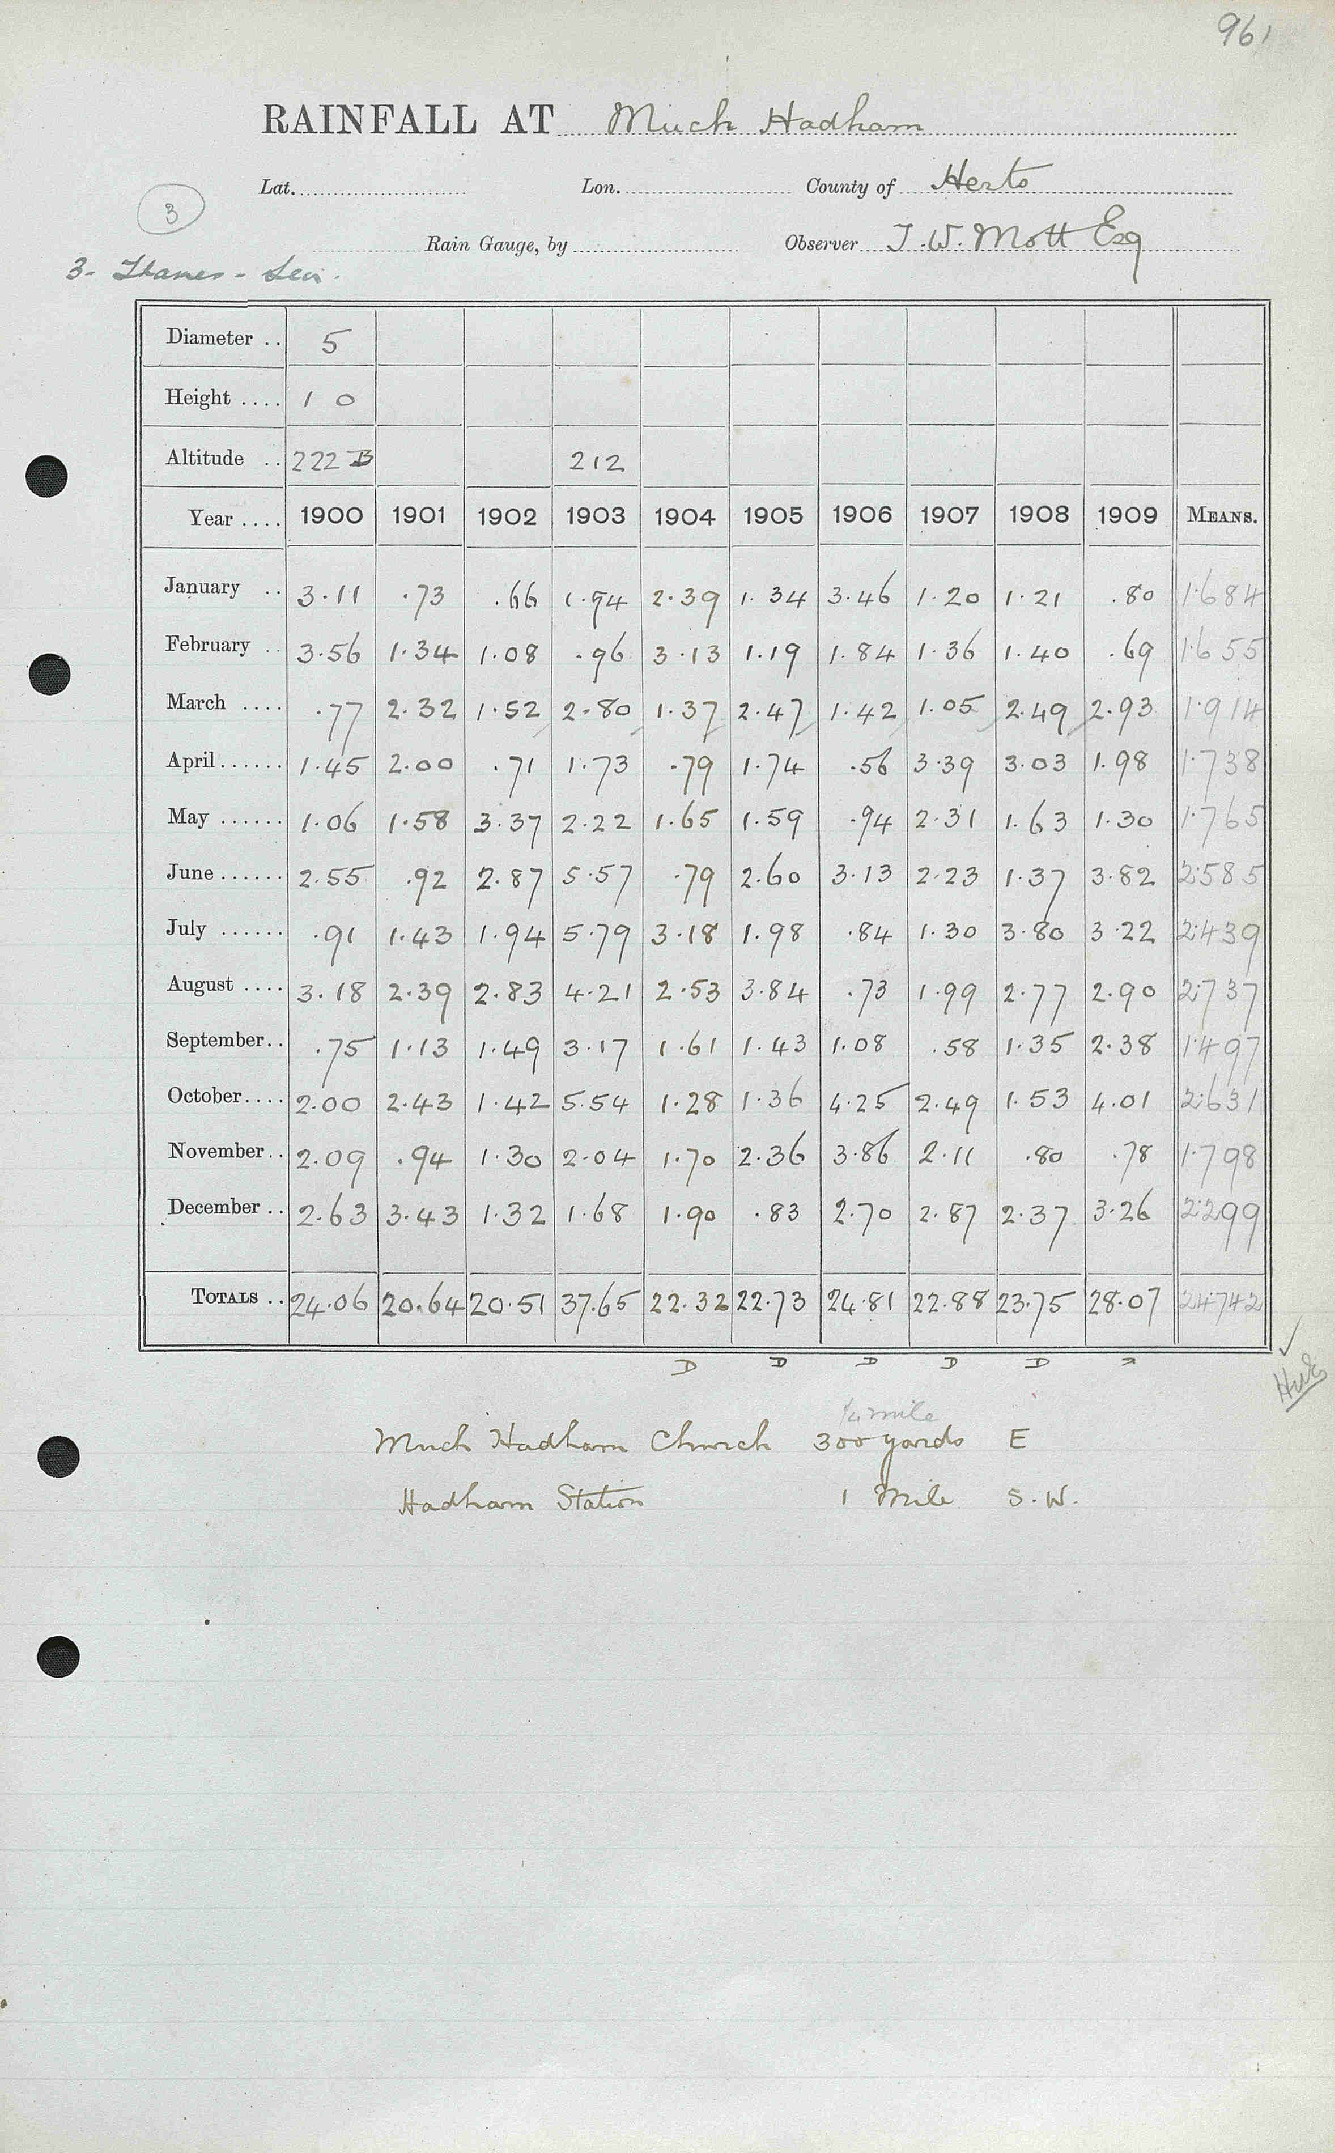 961
RAINFALL AT Much Hadham
Lat. Lon. County of Herts
3
Rain Gauge, by Observer T. W. Mott Esq
3. Thames - Lea.
Diameter .. 5
Height .... 1 0
Altitude .. 222 B 212
Year .... 1900 1901 1902 1903 1904 1905 1906 1907 1908 1909 MEANS.
January .. 3.11 .73 .66 1.94 2.39 1.34 3.46 1.20 1.21 .80 1.684
February .. 3.56 1.34 1.08 .96 3.13 1.19 1.84 1.36 1.40 .69 1.655
March .... .77 2.32 1.52 2.80 1.37 2.47 1.42 1.05 2.49 2.93 1.914
April...... 1.45 2.00 .71 1.73 .79 1.74 .56 3.39 3.03 1.98 1.738
May ...... 1.06 1.58 3.37 2.22 1.65 1.59 .94 2.31 1.63 1.30 1.765
June...... 2.55 .92 2.87 5.57 .79 2.60 3.13 2.23 1.37 3.82 2.585
July ...... .91 1.43 1.94 5.79 3.18 1.98 .84 1.30 3.80 3.22 2.439
August .... 3.18 2.39 2.83 4.21 2.53 3.84 .73 1.99 2.77 2.90 2.737
September.. .75 1.13 1.49 3.17 1.61 1.43 1.08 .58 1.35 2.38 1.497
October.... 2.00 2.43 1.42 5.54 1.28 1.36 4.25 2.49 1.53 4.01 2.631
November.. 2.09 .94 1.30 2.04 1.70 2.36 3.86 2.11 .80 .78 1.798
December .. 2.63 3.43 1.32 1.68 1.90 .83 2.70 2.87 2.37 3.26 2.299
TOTALS .. 24.06 20.64 20.51 37.65 22.32 22.73 24.81 22.88 23.75 28.07 24.742
D D D D D
1/4 mile
Much Hadham Church 300 yards E
Hadham Station 1 Mile S.W.